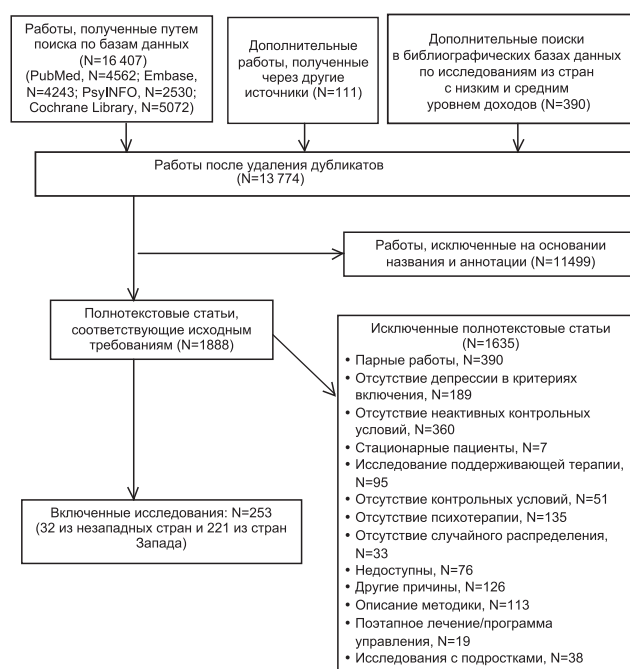 Работы, полученные путем
поиска по базам данных
(N=16 407)
(PubMed, N=4562; Embase,
N=4243; PsyINFO, N=2530;
Cochrane Library, N=5072)
Дополнительные
работы, полученные
через другие
источники (N=111)
Дополнительные поиски
в библиографических базах данных
по исследованиям из стран
с низким и средним
уровнем доходов (N=390)
Работы после удаления дубликатов
(N=13 774)
Работы, исключенные на основании
названия и аннотации (N=11499)
Полнотекстовые статьи,
соответствующие исходным
требованиям (N=1888)
Исключенные полнотекстовые статьи
(N=1635)
• Парные работы, N=390
• Отсутствие депрессии в критериях
включения, N=189
• Отсутствие неактивных контрольных
условий, N=360
• Стационарные пациенты, N=7
• Исследование поддерживающей терапии,
N=95
• Отсутствие контрольных условий, N=51
• Отсутствие психотерапии, N=135
• Отсутствие случайного распределения,
N=33
• Недоступны, N=76
• Другие причины, N=126
• Описание методики, N=113
• Поэтапное лечение/программа
управления, N=19
• Исследования с подростками, N=38
Включенные исследования: N=253
(32 из незападных стран и 221 из стран
Запада)